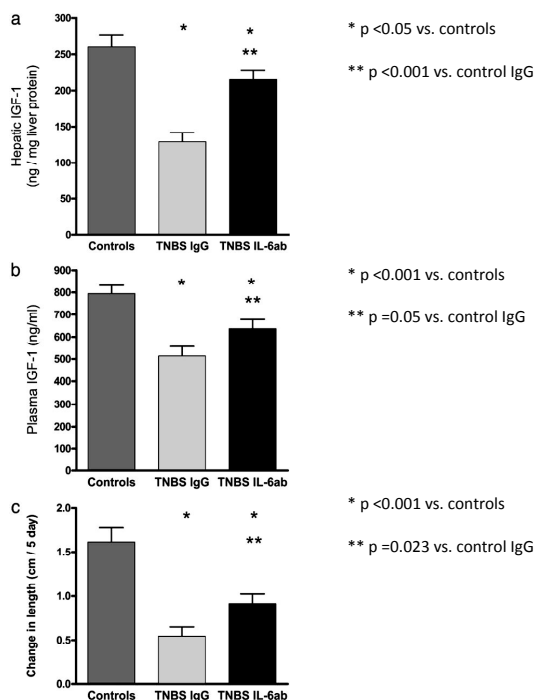 a
* p <0.05 vs. controls
** p <0.001 vs. control IgG
Hepatic IGF-1
(ng / mg liver protein)
300
250
200
150
100
50
0
*
*
**
Controls
TNBS IgG
TNBS IL-6ab
b
* p <0.001 vs. controls
** p =0.05 vs. control IgG
Plasma IGF-1 (ng/ml)
900
800
700
600
500
400
300
200
100
0
*
*
**
Controls
TNBS IgG
TNBS IL-6ab
c
* p <0.001 vs. controls
** p =0.023 vs. control IgG
Change in length (cm / 5 day)
2.0
1.5
1.0
0.5
0.0
*
*
**
Controls
TNBS IgG
TNBS IL-6ab